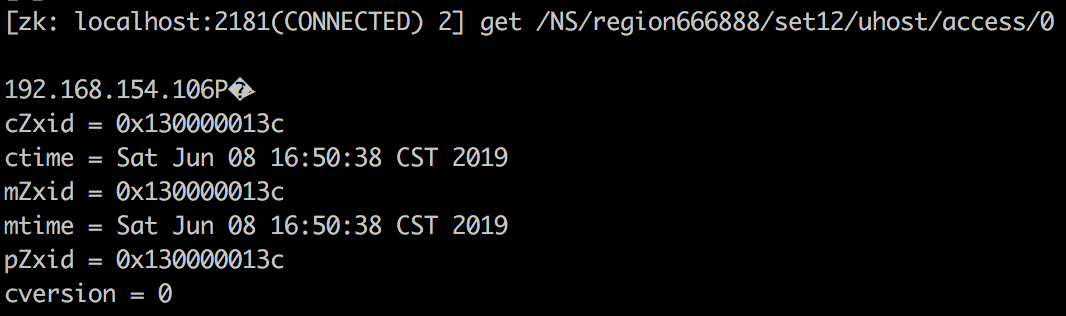 [zk: localhost:2181(CONNECTED) 2] get /NS/region666888/set12/uhost/access/0
192.168.154.106P�
cZxid = 0x130000013c
ctime = Sat Jun 08 16:50:38 CST 2019
mZxid = 0x130000013c
mtime = Sat Jun 08 16:50:38 CST 2019
pZxid = 0x130000013c
cversion = 0